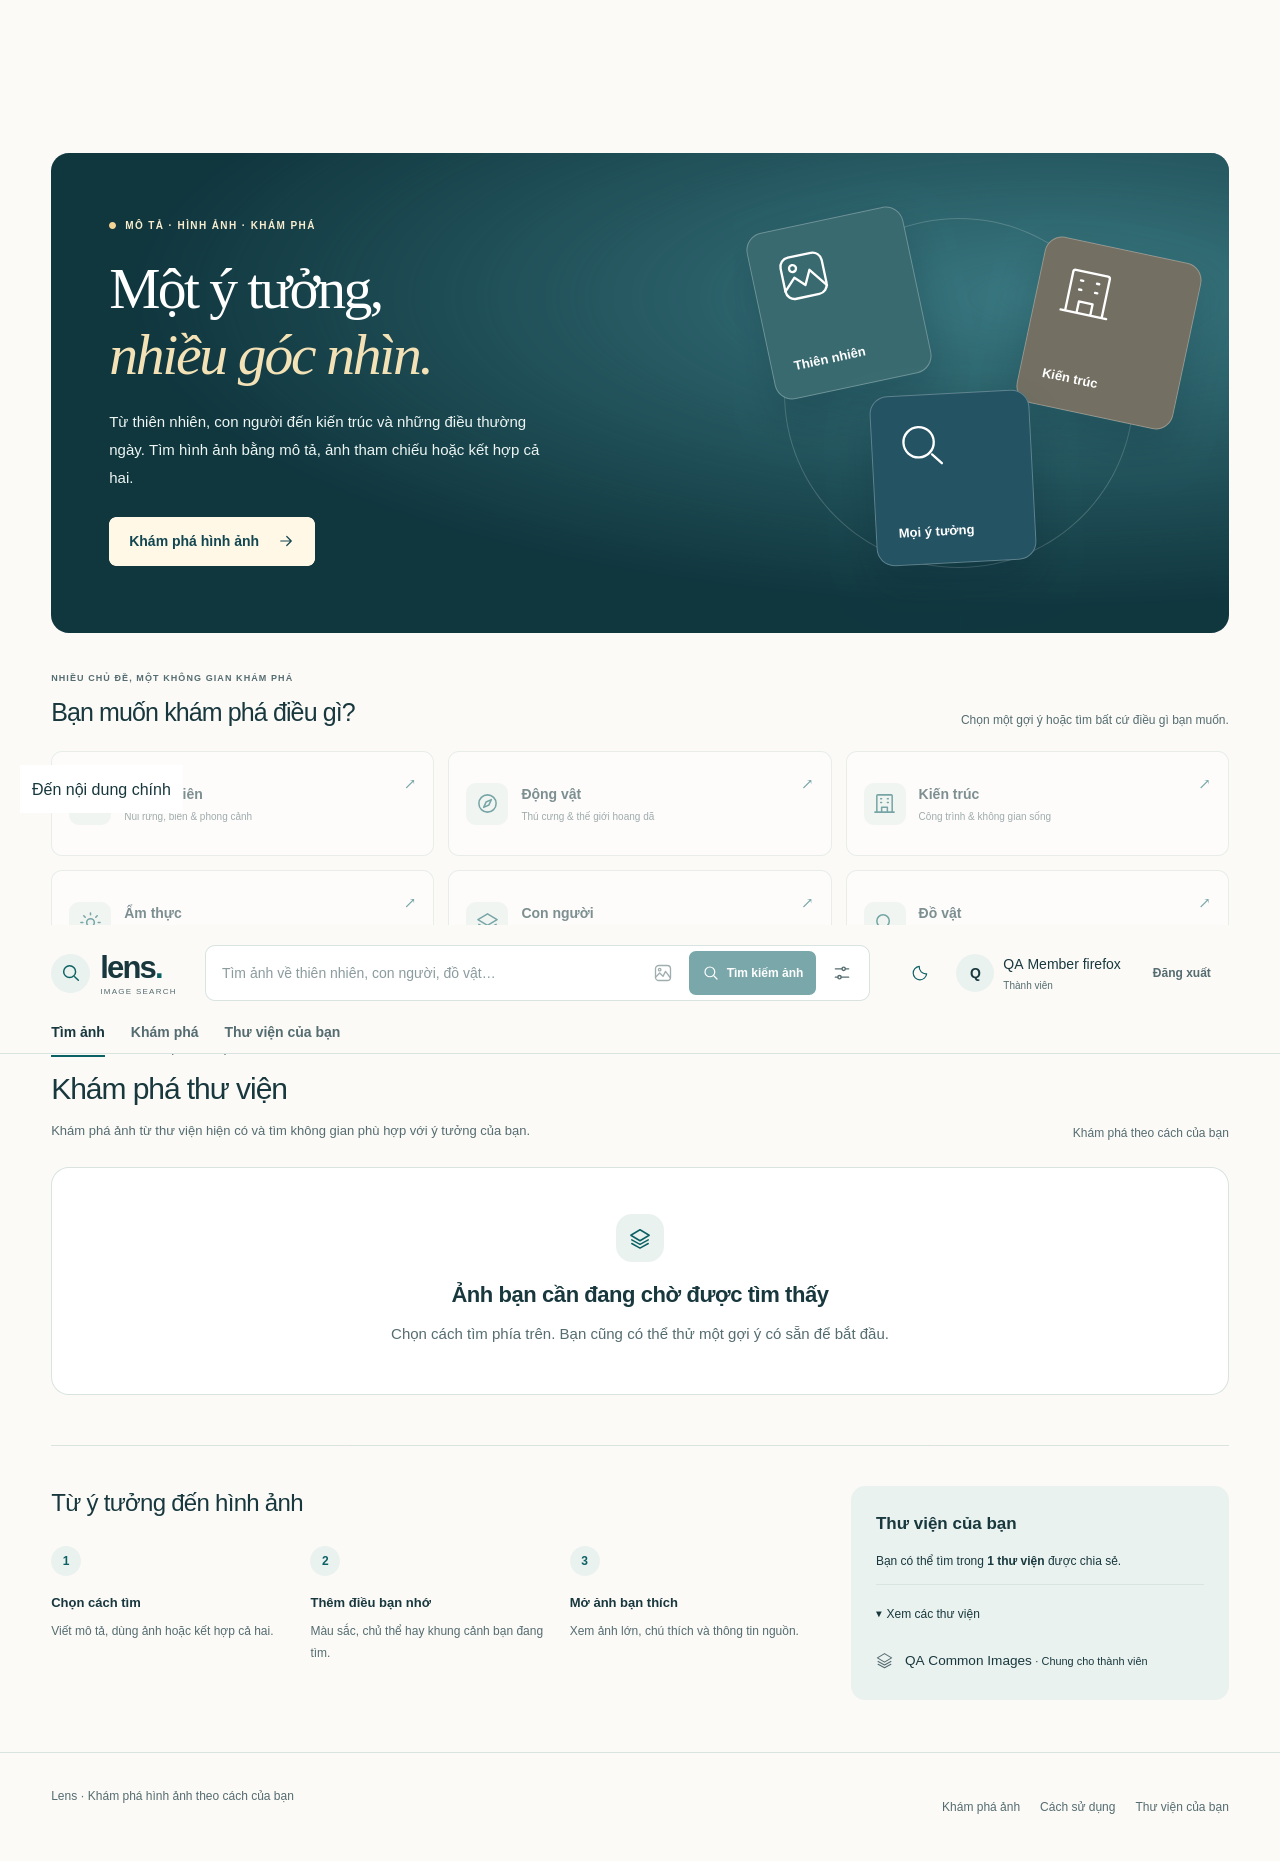 MÔ TẢ · HÌNH ẢNH · KHÁM PHÁ
Một ý tưởng,
nhiều góc nhìn.
Từ thiên nhiên, con người đến kiến trúc và những điều thường
ngày. Tìm hình ảnh bằng mô tả, ảnh tham chiếu hoặc kết hợp cả
hai.
Khám phá hình ảnh
Thiên nhiên
Kiến trúc
Mọi ý tưởng
NHIỀU CHỦ ĐỀ, MỘT KHÔNG GIAN KHÁM PHÁ
Bạn muốn khám phá điều gì?
Chọn một gợi ý hoặc tìm bất cứ điều gì bạn muốn.
Đến nội dung chính
iên
Núi rừng, biển & phong cảnh
Động vật
Thú cưng & thế giới hoang dã
Kiến trúc
Công trình & không gian sống
Ẩm thực
Con người
Đồ vật
lens.
IMAGE SEARCH
Tìm ảnh về thiên nhiên, con người, đồ vật…
Tìm kiếm ảnh
Q
QA Member firefox
Thành viên
Đăng xuất
Tìm ảnh
Khám phá
Thư viện của bạn
Khám phá thư viện
Khám phá ảnh từ thư viện hiện có và tìm không gian phù hợp với ý tưởng của bạn.
Khám phá theo cách của bạn
Ảnh bạn cần đang chờ được tìm thấy
Chọn cách tìm phía trên. Bạn cũng có thể thử một gợi ý có sẵn để bắt đầu.
Từ ý tưởng đến hình ảnh
1
Chọn cách tìm
Viết mô tả, dùng ảnh hoặc kết hợp cả hai.
2
Thêm điều bạn nhớ
Màu sắc, chủ thể hay khung cảnh bạn đang
tìm.
3
Mở ảnh bạn thích
Xem ảnh lớn, chú thích và thông tin nguồn.
Thư viện của bạn
Bạn có thể tìm trong 1 thư viện được chia sẻ.
▾ Xem các thư viện
QA Common Images · Chung cho thành viên
Lens · Khám phá hình ảnh theo cách của bạn
Khám phá ảnh
Cách sử dụng
Thư viện của bạn